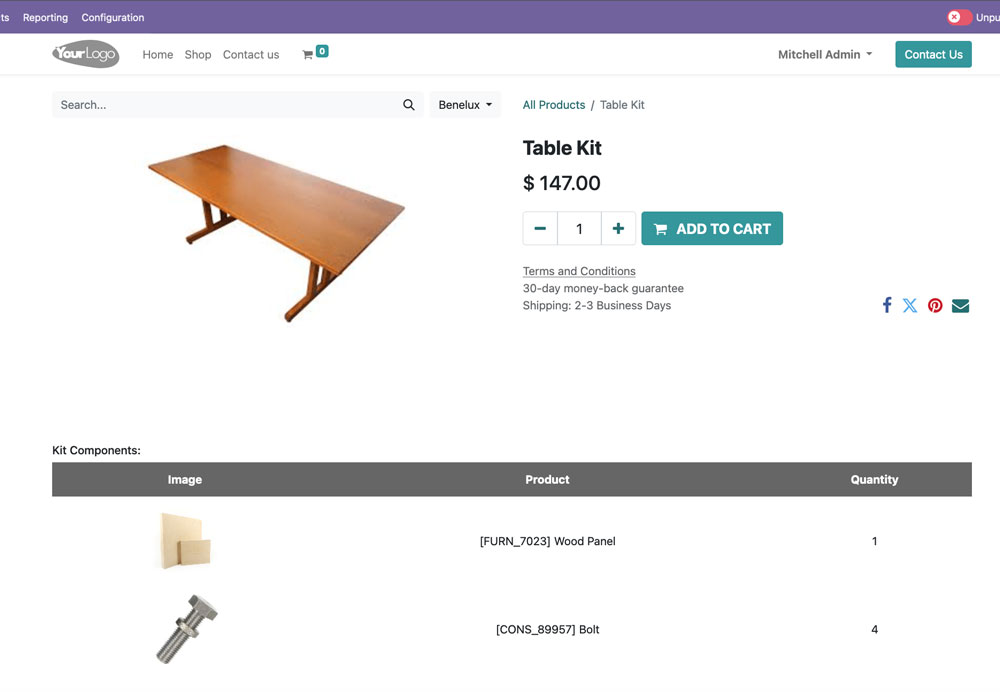 ts Reporting Configuration Unpu
YourLogo Home Shop Contact us 0 Mitchell Admin Contact Us
Search... Benelux All Products / Table Kit
Table Kit
$ 147.00
1 ADD TO CART
Terms and Conditions
30-day money-back guarantee
Shipping: 2-3 Business Days
Kit Components:
Image Product Quantity
[FURN_7023] Wood Panel 1
[CONS_89957] Bolt 4